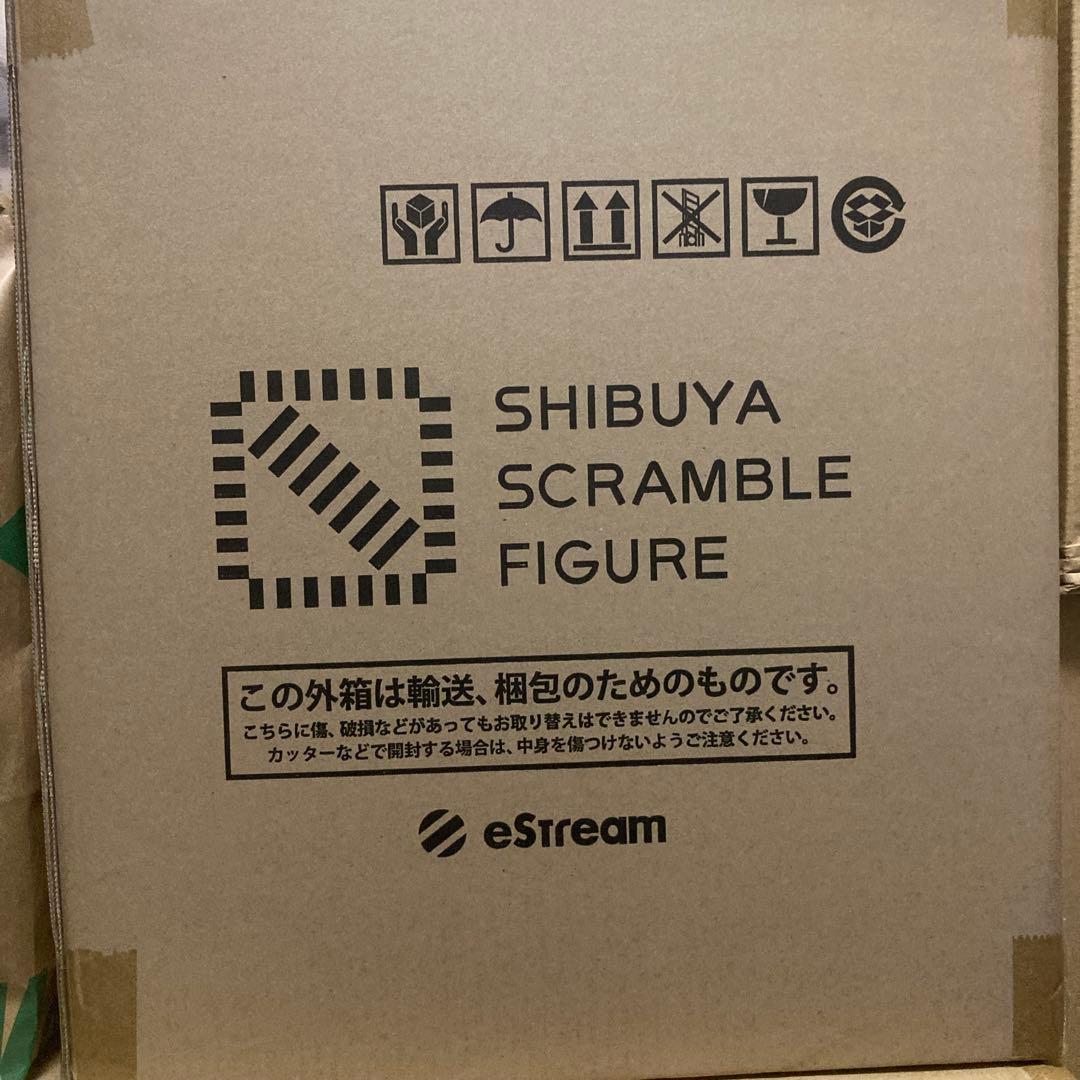 SHIBUYA
SCRAMBLE
FIGURE
この外箱は輸送、梱包のためのものです。
こちらに傷、破損などがあってもお取り替えはできませんのでご了承ください。
カッターなどで開封する場合は、中身を傷つけないようご注意ください。
eStream